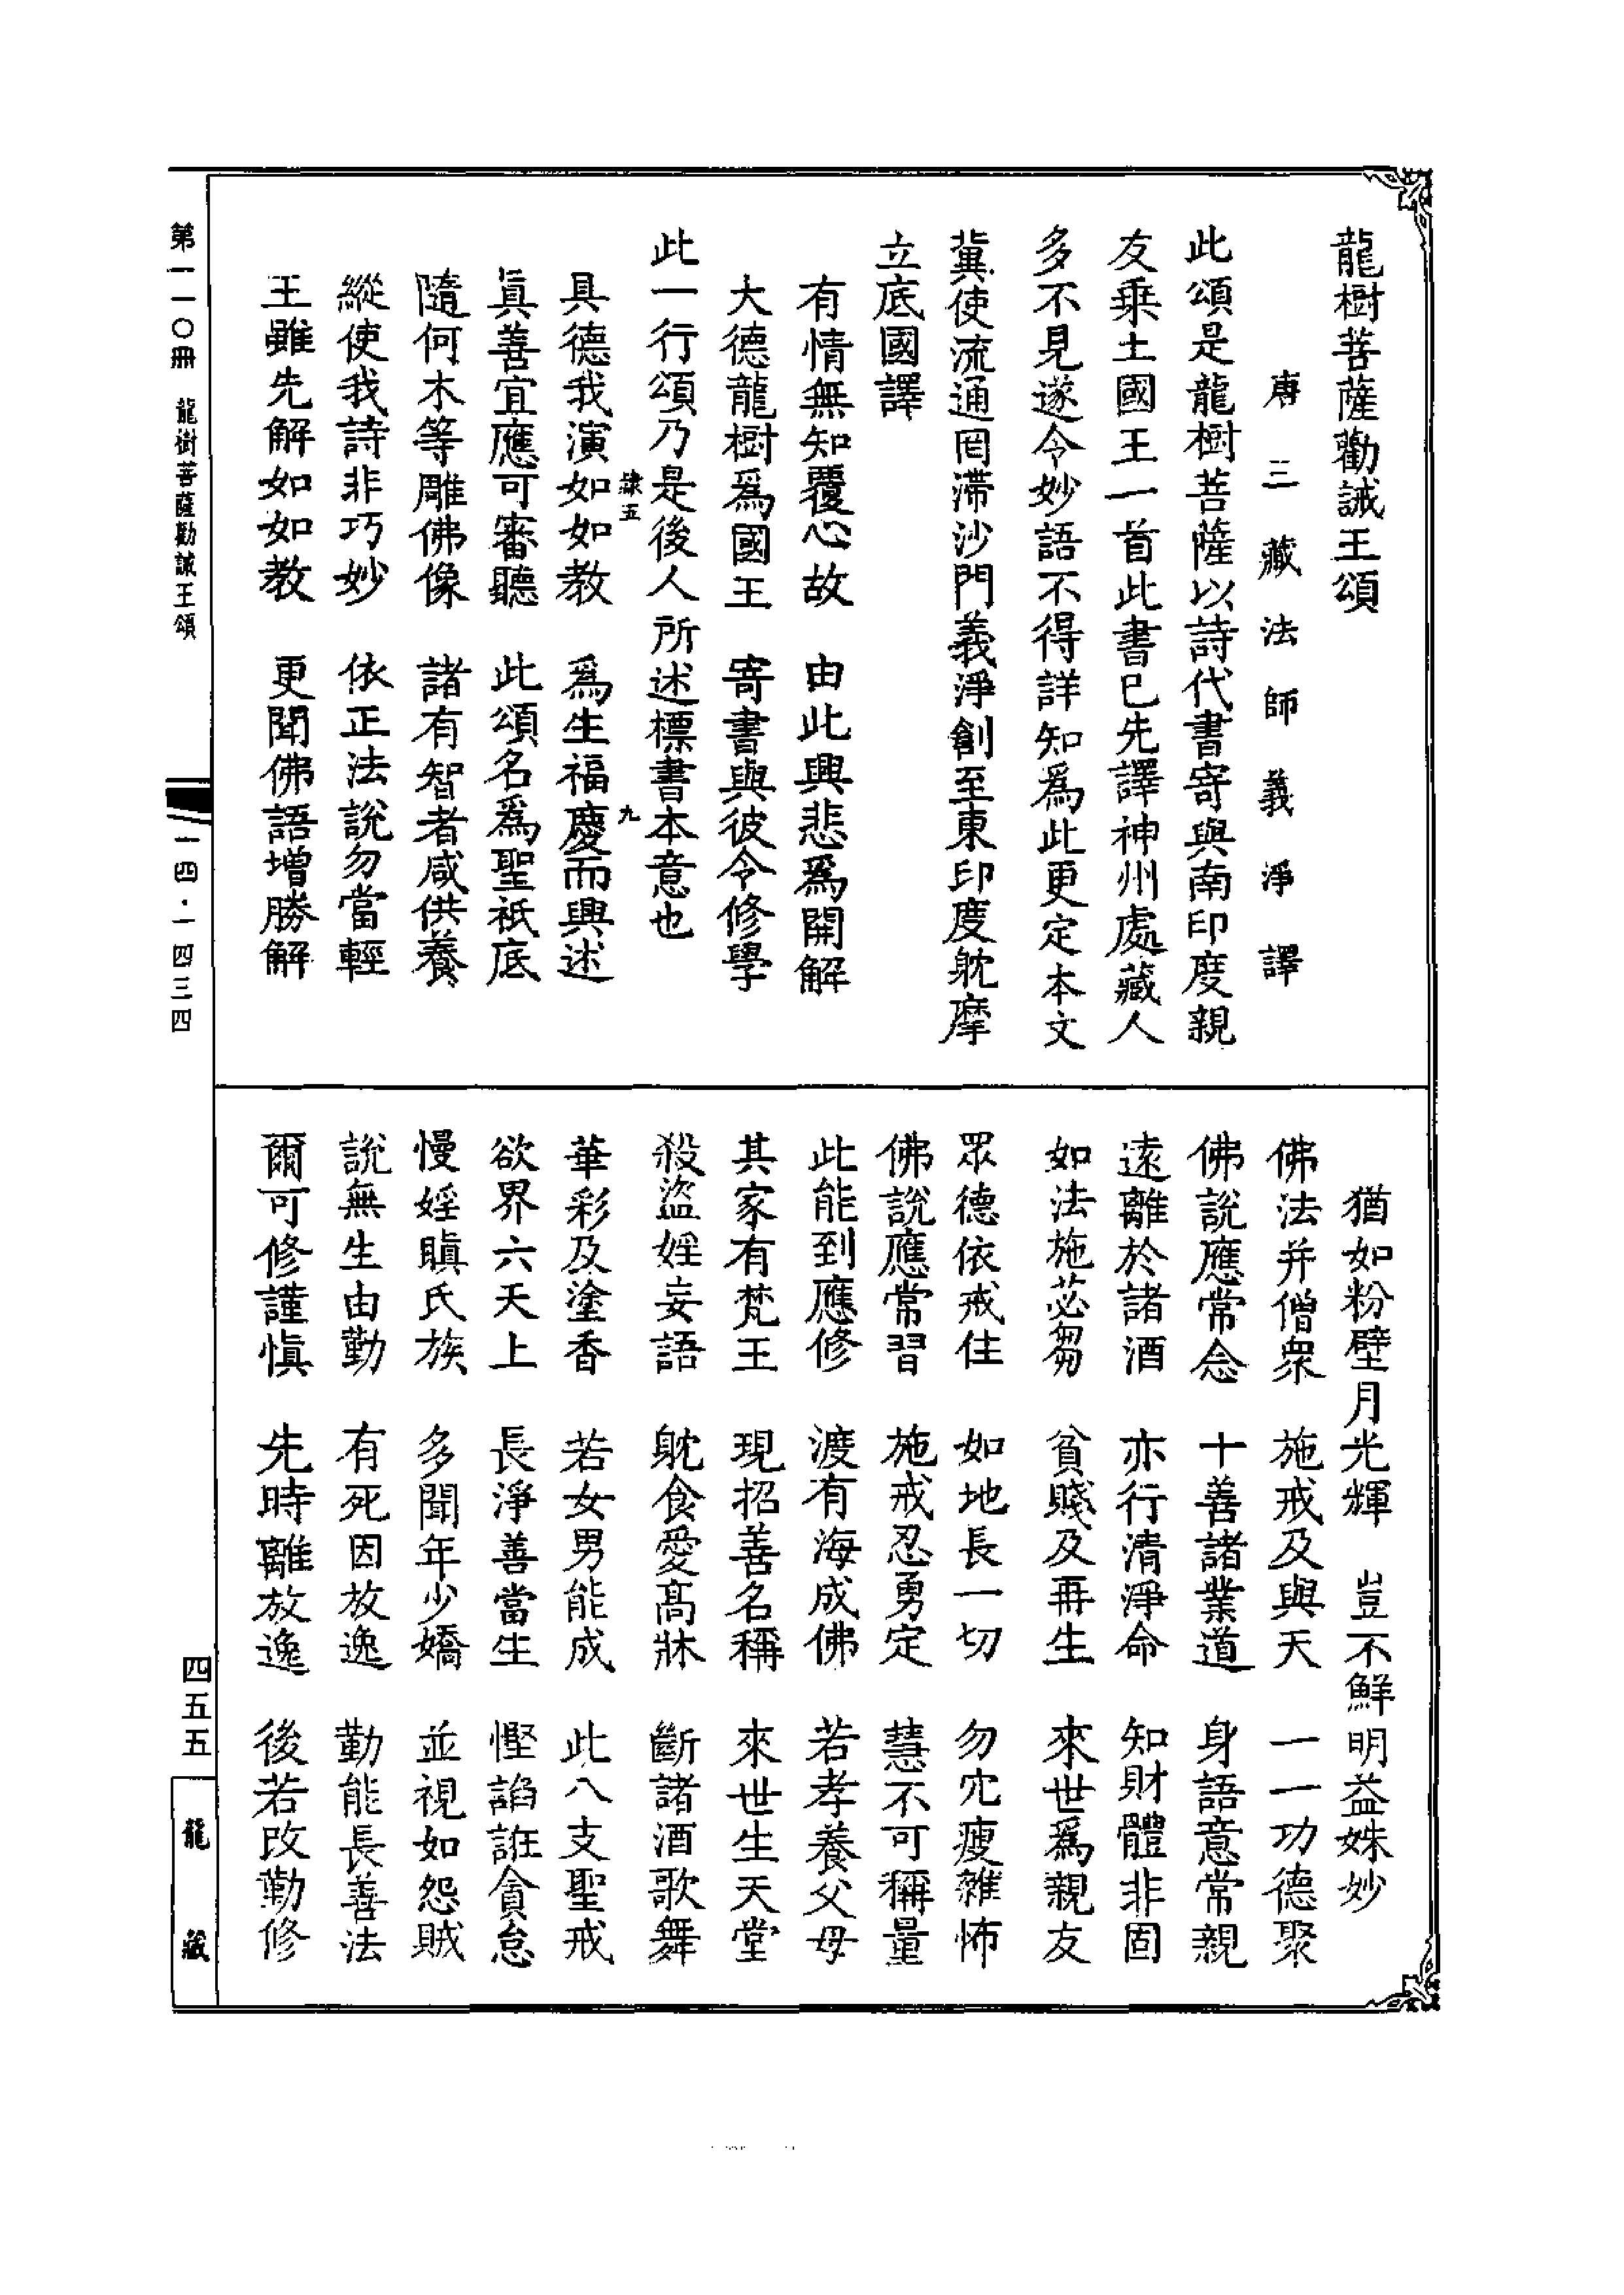 龍樹菩薩勸誡王頌
唐三藏法師義淨譯
此頌是龍樹菩薩以詩代書寄與南印度親
友乘土國王一首此書已先譯神州處藏人
多不見遂令妙語不得詳知為此更定本文
冀使流通罔滯沙門義淨創至東印度躭摩
立底國譯
有情無知覆心故　由此興悲爲開解
大德龍樹爲國王　寄書與彼令修學
此一行頌乃是後人所述標書本意也
隸五　九
具德我演如如教　爲生福慶而興述
眞善宜應可審聽　此頌名爲聖祇底
隨何木等雕佛像　諸有智者咸供養
縱使我詩非巧妙　依正法說勿當輕
王雖先解如如教　更聞佛語增勝解
猶如粉壁月光輝　豈不鮮明益姝妙
佛法并僧眾　施戒及與天　一一功德聚
佛說應常念　十善諸業道　身語意常親
遠離於諸酒　亦行清淨命　知財體非固
如法施苾芻　貧賤及再生　來世爲親友
眾德依戒住　如地長一切　勿穴瘦雜怖
佛說應常習　施戒忍勇定　慧不可稱量
此能到應修　渡有海成佛　若孝養父母
其家有梵王　現招善名稱　來世生天堂
殺盜婬妄語　躭食愛高牀　斷諸酒歌舞
華彩及塗香　若女男能成　此八支聖戒
欲界六天上　長淨善當生　慳諂誑貪怠
慢婬瞋氏族　多聞年少嬌　並視如怨賊
說無生由勤　有死因放逸　勤能長善法
爾可修謹慎　先時離放逸　後若改勤修
第一一〇冊　龍樹菩薩勸誡王頌
一四·一四三四
四五五
龍藏